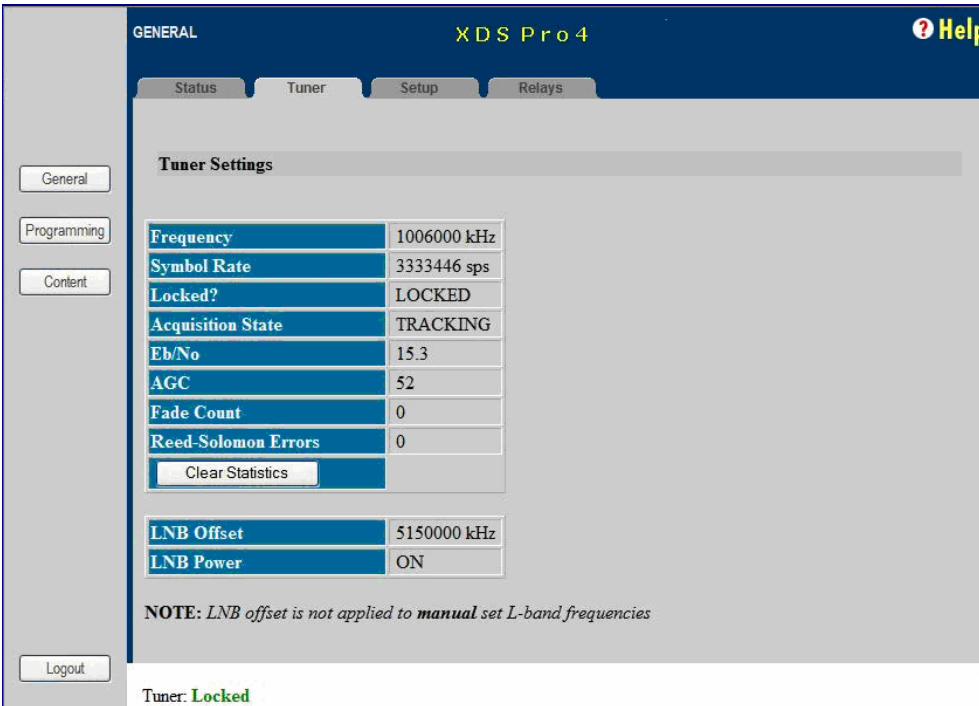 GENERAL
XDS Pro4
? Help
Status
Tuner
Setup
Relays
General
Programming
Content
Logout
Tuner Settings
Frequency 1006000 kHz
Symbol Rate 3333446 sps
Locked? LOCKED
Acquisition State TRACKING
Eb/No 15.3
AGC 52
Fade Count 0
Reed-Solomon Errors 0
Clear Statistics
LNB Offset 5150000 kHz
LNB Power ON
NOTE: LNB offset is not applied to manual set L-band frequencies
Tuner: Locked